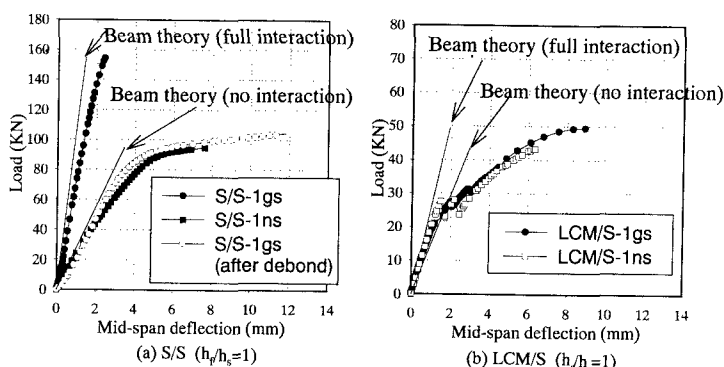 180
160
140
120
100
80
60
40
20
0
Load (KN)
Beam theory (full interaction)
Beam theory (no interaction)
S/S-1gs
S/S-1ns
S/S-1gs
(after debond)
0 2 4 6 8 10 12 14
Mid-span deflection (mm)
(a) S/S (hf/hs=1)
80
70
60
50
40
30
20
10
0
Load (KN)
Beam theory (full interaction)
Beam theory (no interaction)
LCM/S-1gs
LCM/S-1ns
0 2 4 6 8 10 12 14
Mid-span deflection (mm)
(b) LCM/S